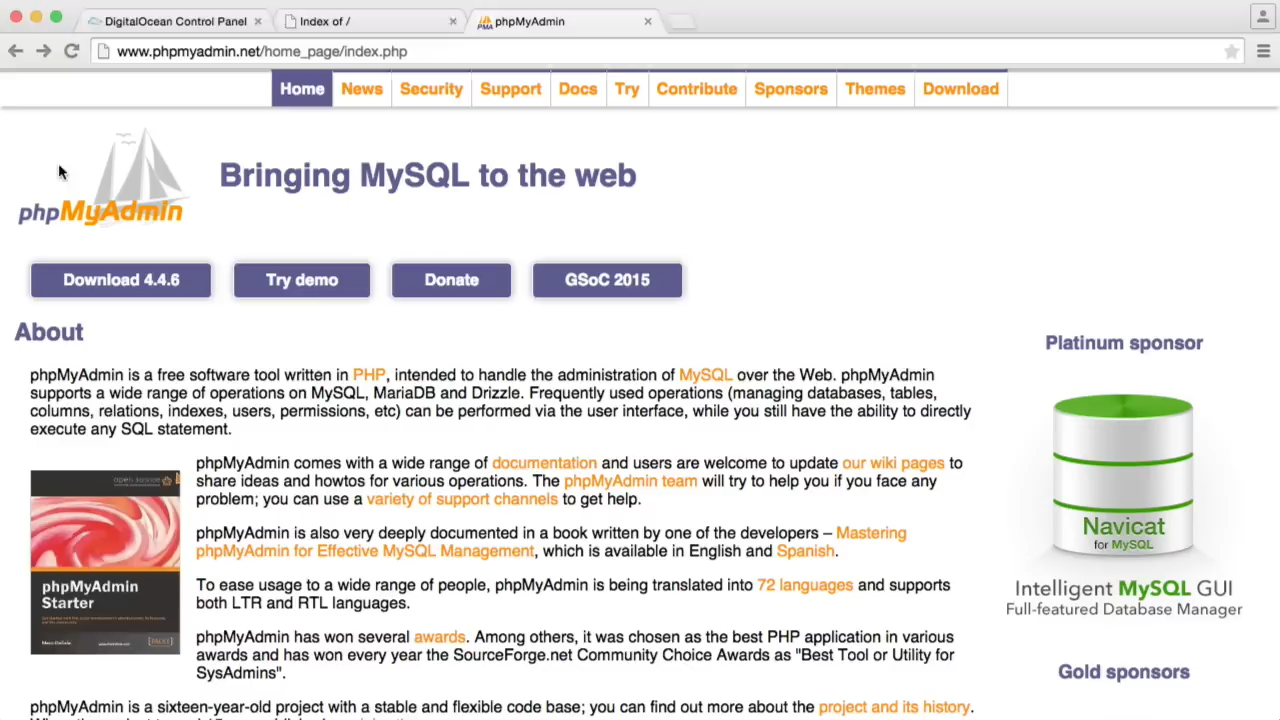 DigitalOcean Control Panel
Index of /
phpMyAdmin
www.phpmyadmin.net/home_page/index.php
Home News Security Support Docs Try Contribute Sponsors Themes Download
phpMyAdmin
Bringing MySQL to the web
Download 4.4.6 Try demo Donate GSoC 2015
About
phpMyAdmin is a free software tool written in PHP, intended to handle the administration of MySQL over the Web. phpMyAdmin
supports a wide range of operations on MySQL, MariaDB and Drizzle. Frequently used operations (managing databases, tables,
columns, relations, indexes, users, permissions, etc) can be performed via the user interface, while you still have the ability to directly
execute any SQL statement.
phpMyAdmin
Starter
phpMyAdmin comes with a wide range of documentation and users are welcome to update our wiki pages to
share ideas and howtos for various operations. The phpMyAdmin team will try to help you if you face any
problem; you can use a variety of support channels to get help.
phpMyAdmin is also very deeply documented in a book written by one of the developers – Mastering
phpMyAdmin for Effective MySQL Management, which is available in English and Spanish.
To ease usage to a wide range of people, phpMyAdmin is being translated into 72 languages and supports
both LTR and RTL languages.
phpMyAdmin has won several awards. Among others, it was chosen as the best PHP application in various
awards and has won every year the SourceForge.net Community Choice Awards as "Best Tool or Utility for
SysAdmins".
phpMyAdmin is a sixteen-year-old project with a stable and flexible code base; you can find out more about the project and its history.
Platinum sponsor
Navicat
for MySQL
Intelligent MySQL GUI
Full-featured Database Manager
Gold sponsors